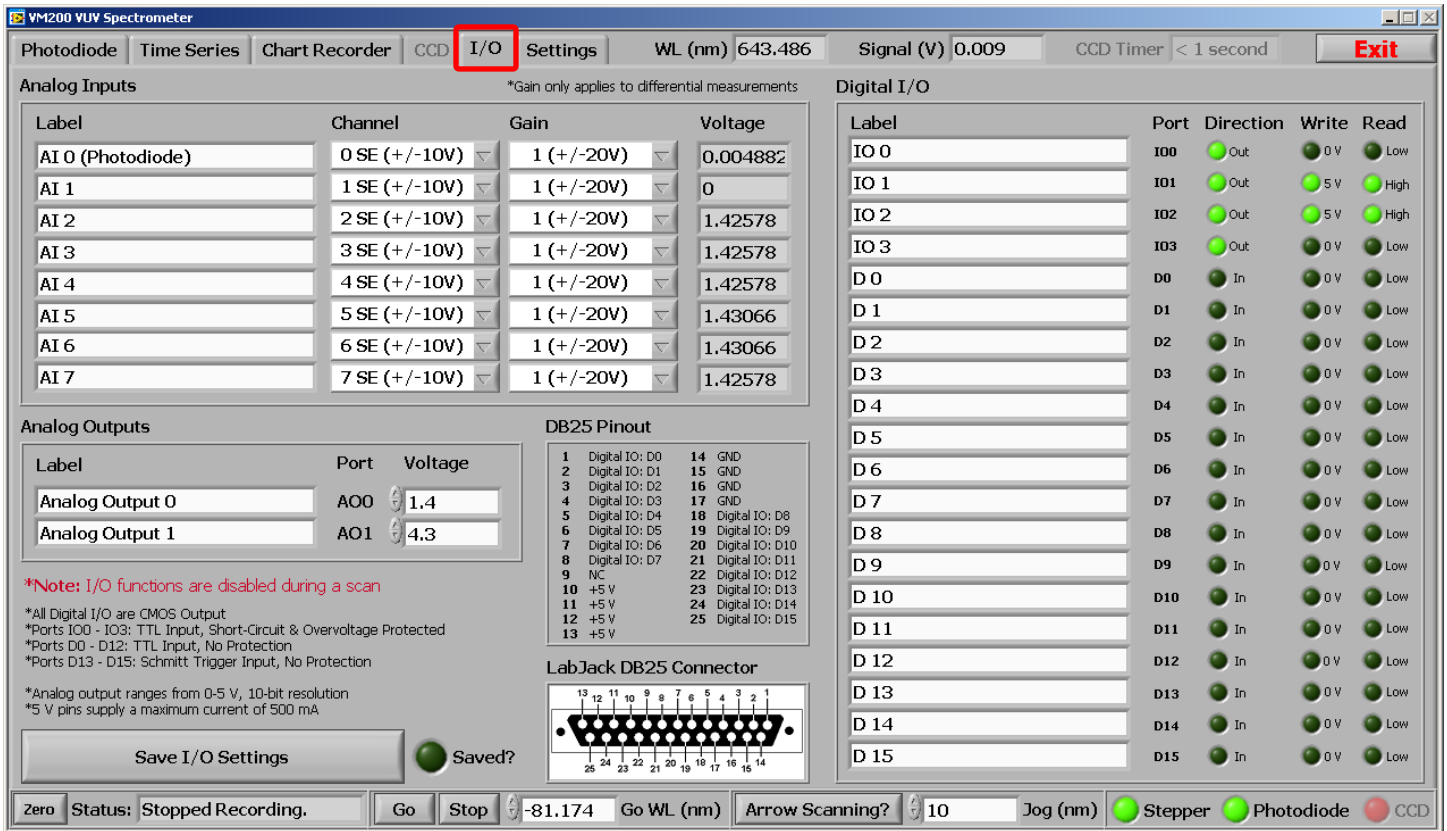 VM200 VUV Spectrometer
Photodiode Time Series Chart Recorder CCD I/O Settings WL (nm) 643.486 Signal (V) 0.009 CCD Timer < 1 second Exit
Analog Inputs *Gain only applies to differential measurements
Label Channel Gain Voltage
AI 0 (Photodiode) 0 SE (+/-10V) 1 (+/-20V) 0.004882
AI 1 1 SE (+/-10V) 1 (+/-20V) 0
AI 2 2 SE (+/-10V) 1 (+/-20V) 1.42578
AI 3 3 SE (+/-10V) 1 (+/-20V) 1.42578
AI 4 4 SE (+/-10V) 1 (+/-20V) 1.42578
AI 5 5 SE (+/-10V) 1 (+/-20V) 1.43066
AI 6 6 SE (+/-10V) 1 (+/-20V) 1.43066
AI 7 7 SE (+/-10V) 1 (+/-20V) 1.42578
Analog Outputs
Label Port Voltage
Analog Output 0 AO0 1.4
Analog Output 1 AO1 4.3
*Note: I/O functions are disabled during a scan
*All Digital I/O are CMOS Output
*Ports IO0 - IO3: TTL Input, Short-Circuit & Overvoltage Protected
*Ports D0 - D12: TTL Input, No Protection
*Ports D13 - D15: Schmitt Trigger Input, No Protection
*Analog output ranges from 0-5 V, 10-bit resolution
*5 V pins supply a maximum current of 500 mA
Save I/O Settings Saved?
DB25 Pinout
1 Digital IO: D0 14 GND
2 Digital IO: D1 15 GND
3 Digital IO: D2 16 GND
4 Digital IO: D3 17 GND
5 Digital IO: D4 18 Digital IO: D8
6 Digital IO: D5 19 Digital IO: D9
7 Digital IO: D6 20 Digital IO: D10
8 Digital IO: D7 21 Digital IO: D11
9 NC 22 Digital IO: D12
10 +5 V 23 Digital IO: D13
11 +5 V 24 Digital IO: D14
12 +5 V 25 Digital IO: D15
13 +5 V
LabJack DB25 Connector
13 12 11 10 9 8 7 6 5 4 3 2 1
25 24 23 22 21 20 19 18 17 16 15 14
Digital I/O
Label Port Direction Write Read
IO 0 IO0 Out 0 V Low
IO 1 IO1 Out 5 V High
IO 2 IO2 Out 5 V High
IO 3 IO3 Out 0 V Low
D 0 D0 In 0 V Low
D 1 D1 In 0 V Low
D 2 D2 In 0 V Low
D 3 D3 In 0 V Low
D 4 D4 In 0 V Low
D 5 D5 In 0 V Low
D 6 D6 In 0 V Low
D 7 D7 In 0 V Low
D 8 D8 In 0 V Low
D 9 D9 In 0 V Low
D 10 D10 In 0 V Low
D 11 D11 In 0 V Low
D 12 D12 In 0 V Low
D 13 D13 In 0 V Low
D 14 D14 In 0 V Low
D 15 D15 In 0 V Low
Zero Status: Stopped Recording. Go Stop -81.174 Go WL (nm) Arrow Scanning? 10 Jog (nm) Stepper Photodiode CCD